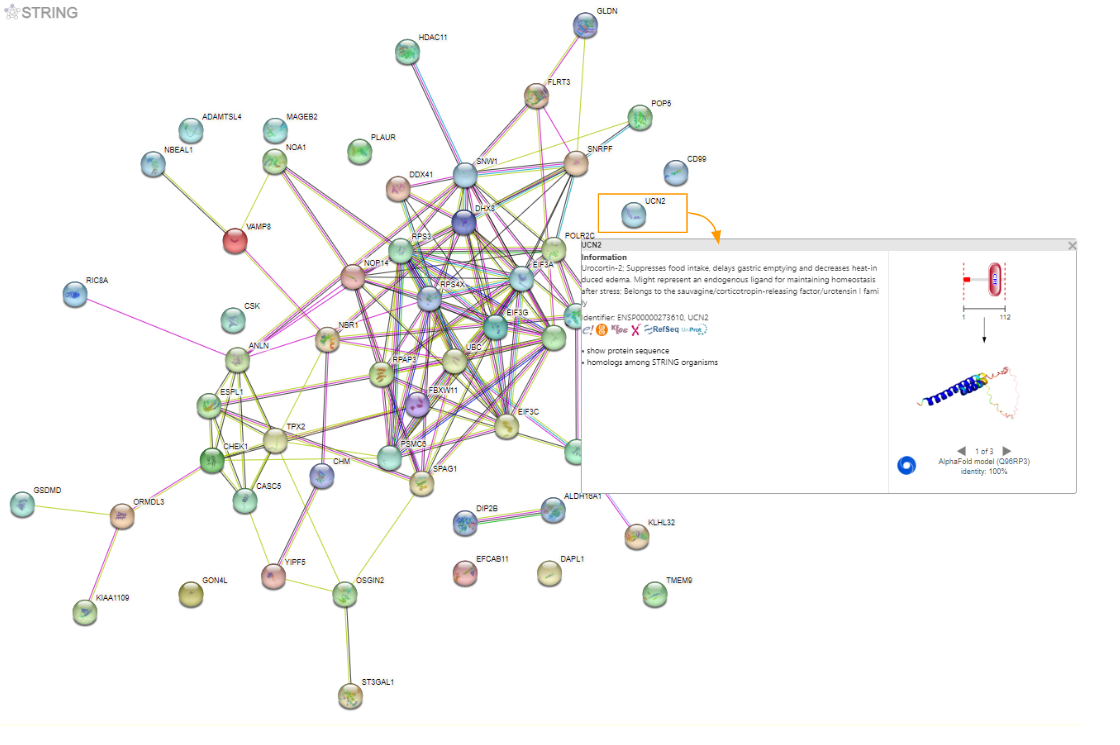 STRING
GLDN
HDAC11
FLRT3
POP5
ADAMTSL4
MAGEB2
PLAUR
NBEAL1
NOA1
SNW1
SNRPF
CD99
DDX41
UCN2
DHX8
VAMP8
RPS3
POLR2C
NOP14
EIF3A
RIC8A
RPS4X
CSK
EIF3G
NBR1
ANLN
UBC
RPAP3
ESPL1
FBXW11
EIF3C
TPX2
CHEK1
PSMC6
CHM
SPAG1
CASC5
GSDMD
ORMDL3
ALDH16A1
DIP2B
KLHL32
YIPF5
EFCAB11
DAPL1
OSGIN2
TMEM9
GON4L
KIAA1109
ST3GAL1
UCN2
Information
Urocortin-2; Suppresses food intake, delays gastric emptying and decreases heat-in
duced edema. Might represent an endogenous ligand for maintaining homeostasis
after stress; Belongs to the sauvagine/corticotropin-releasing factor/urotensin I fami
ly
identifier: ENSP00000273610, UCN2
RefSeq
• show protein sequence
• homologs among STRING organisms
1 112
1 of 3
AlphaFold model (Q96RP3)
identity: 100%